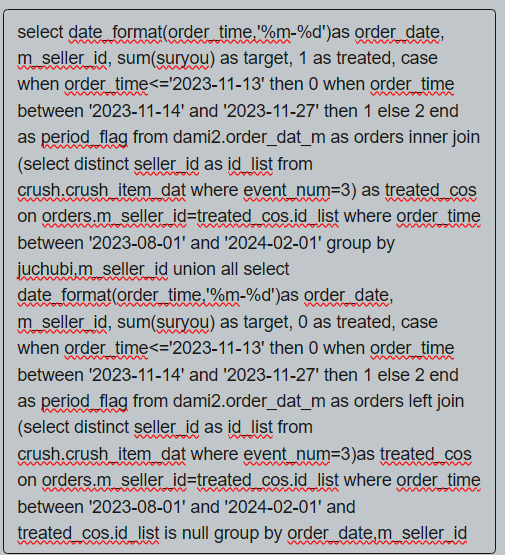 select date_format(order_time,'%m-%d')as order_date,
m_seller_id, sum(suryou) as target, 1 as treated, case
when order_time<='2023-11-13' then 0 when order_time
between '2023-11-14' and '2023-11-27' then 1 else 2 end
as period_flag from dami2.order_dat_m as orders inner join
(select distinct seller_id as id_list from
crush.crush_item_dat where event_num=3) as treated_cos
on orders.m_seller_id=treated_cos.id_list where order_time
between '2023-08-01' and '2024-02-01' group by
juchubi,m_seller_id union all select
date_format(order_time,'%m-%d')as order_date,
m_seller_id, sum(suryou) as target, 0 as treated, case
when order_time<='2023-11-13' then 0 when order_time
between '2023-11-14' and '2023-11-27' then 1 else 2 end
as period_flag from dami2.order_dat_m as orders left join
(select distinct seller_id as id_list from
crush.crush_item_dat where event_num=3)as treated_cos
on orders.m_seller_id=treated_cos.id_list where order_time
between '2023-08-01' and '2024-02-01' and
treated_cos.id_list is null group by order_date,m_seller_id